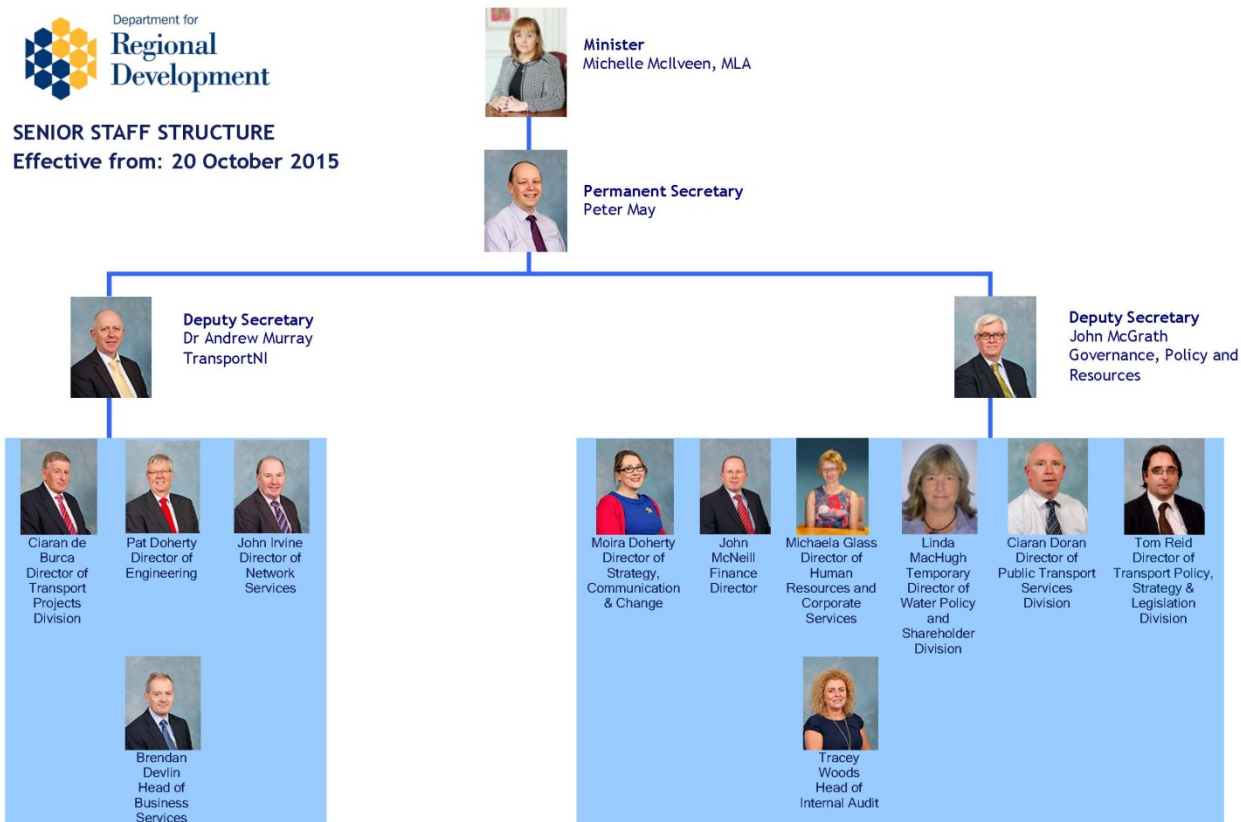 Department for
Regional
Development
SENIOR STAFF STRUCTURE
Effective from: 20 October 2015
Minister
Michelle McIlveen, MLA
Permanent Secretary
Peter May
Deputy Secretary
Dr Andrew Murray
TransportNI
Deputy Secretary
John McGrath
Governance, Policy and
Resources
Ciaran de
Burca
Director of
Transport
Projects
Division
Pat Doherty
Director of
Engineering
John Irvine
Director of
Network
Services
Brendan
Devlin
Head of
Business
Services
Moira Doherty
Director of
Strategy,
Communication
& Change
John
McNeill
Finance
Director
Michaela Glass
Director of
Human
Resources and
Corporate
Services
Linda
MacHugh
Temporary
Director of
Water Policy
and
Shareholder
Division
Ciaran Doran
Director of
Public Transport
Services
Division
Tom Reid
Director of
Transport Policy,
Strategy &
Legislation
Division
Tracey
Woods
Head of
Internal Audit